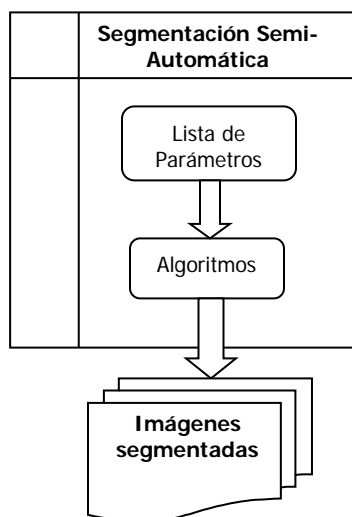 Segmentación Semi-
Automática
Lista de
Parámetros
Algoritmos
Imágenes
segmentadas